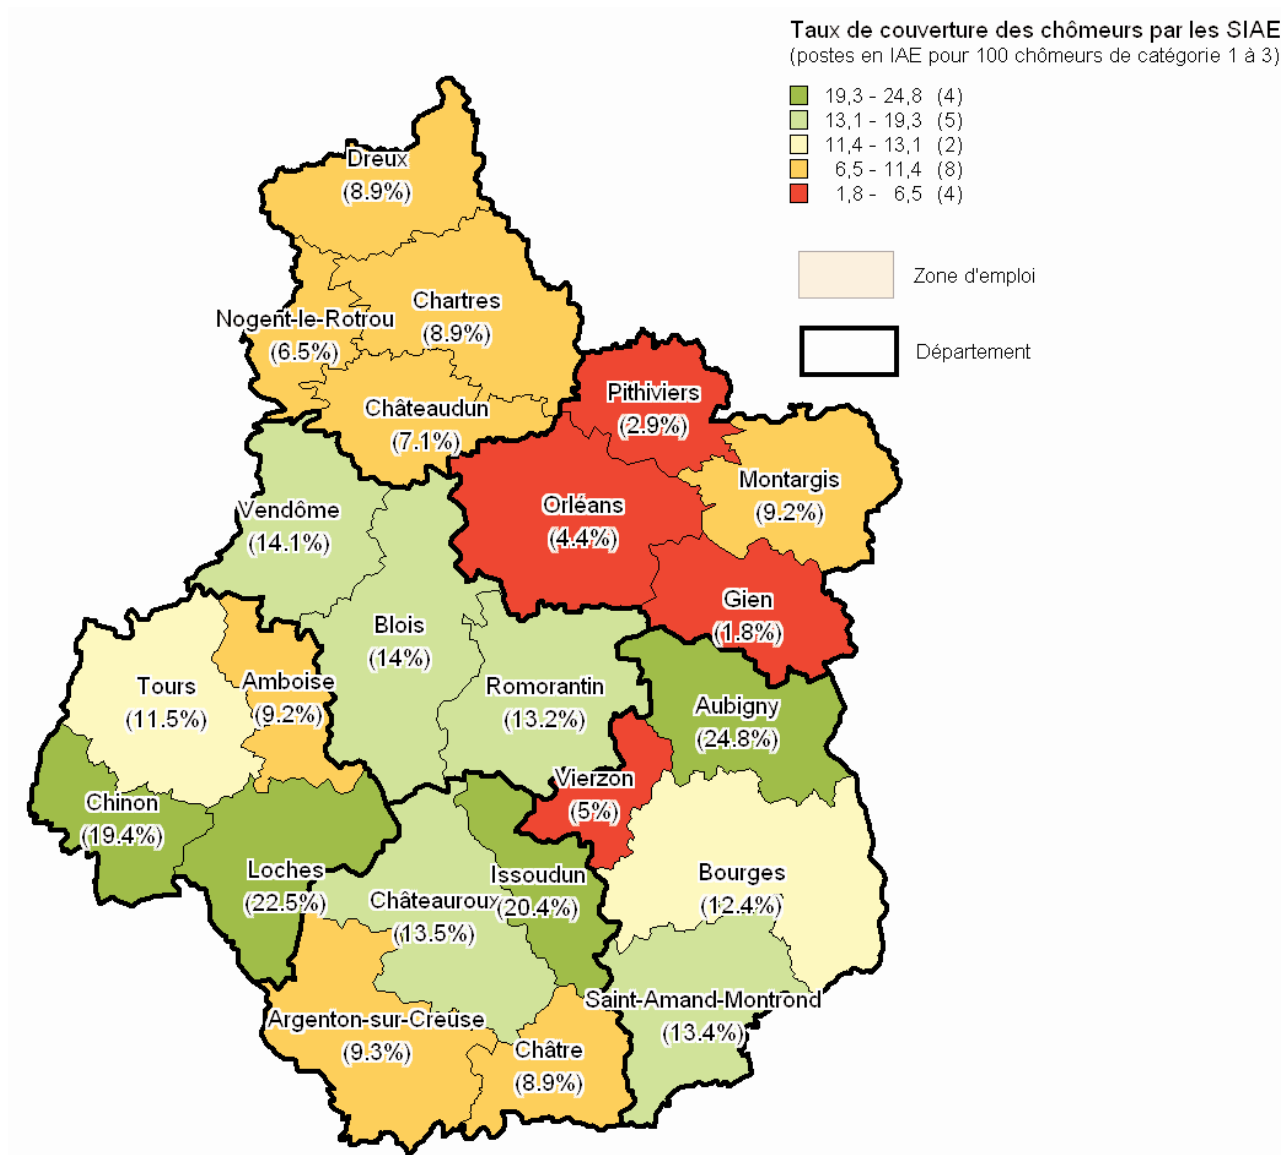 Taux de couverture des chômeurs par les SIAE
(postes en IAE pour 100 chômeurs de catégorie 1 à 3)
19,3 - 24,8 (4)
13,1 - 19,3 (5)
11,4 - 13,1 (2)
6,5 - 11,4 (8)
1,8 - 6,5 (4)
Zone d'emploi
Département
Dreux
(8.9%)
Chartres
(8.9%)
Nogent-le-Rotrou
(6.5%)
Châteaudun
(7.1%)
Pithiviers
(2.9%)
Montargis
(9.2%)
Orléans
(4.4%)
Vendôme
(14.1%)
Gien
(1.8%)
Blois
(14%)
Tours
(11.5%)
Amboise
(9.2%)
Romorantin
(13.2%)
Aubigny
(24.8%)
Vierzon
(5%)
Chinon
(19.4%)
Loches
(22.5%)
Châteauroux
(13.5%)
Issoudun
(20.4%)
Bourges
(12.4%)
Saint-Amand-Montrond
(13.4%)
Argenton-sur-Creuse
(9.3%)
Châtre
(8.9%)